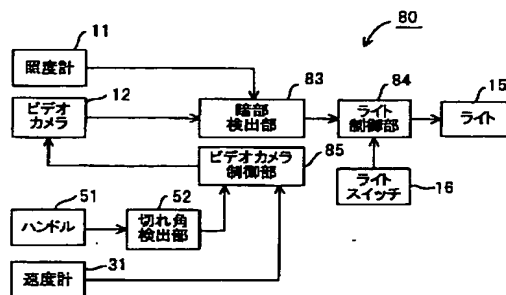 80
11
照度計
12
ビデオ
カメラ
83
暗部
検出部
84
ライト
制御部
15
ライト
85
ビデオカメラ
制御部
ライト
スイッチ
16
51
ハンドル
52
切れ角
検出部
速度計
31